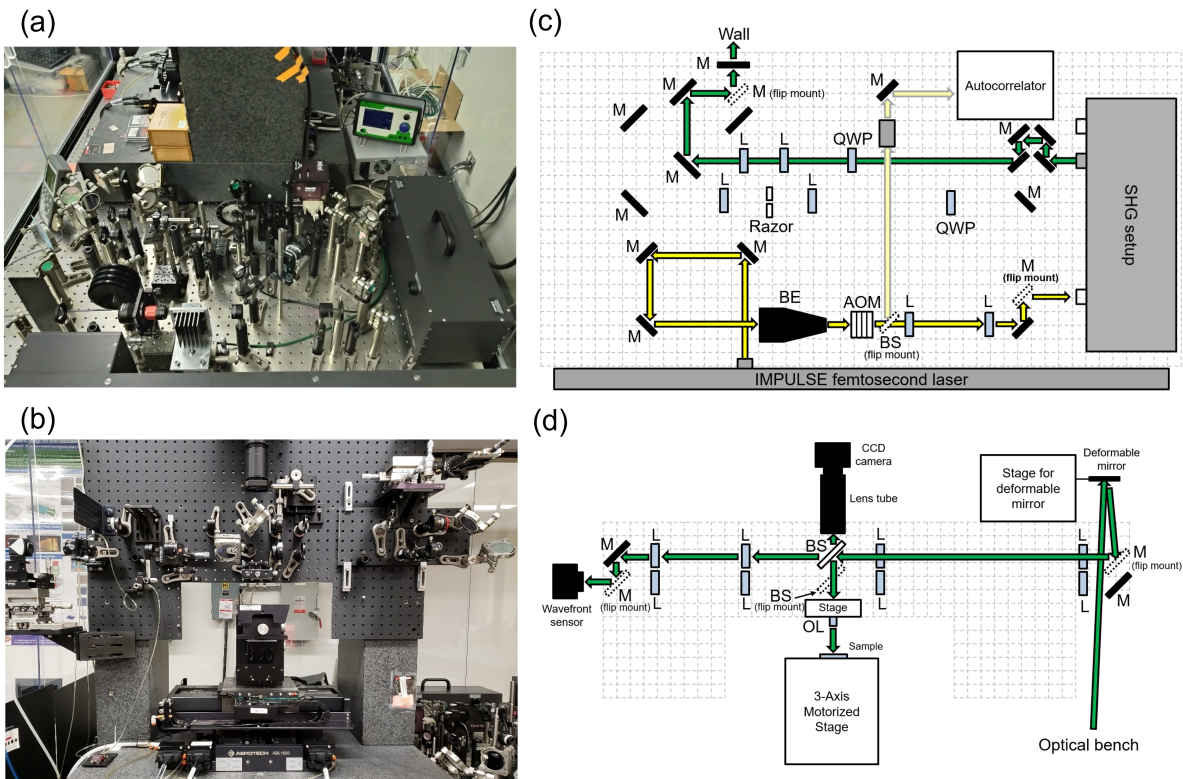 (a)
(c)
Wall
M
M
M
(flip mount)
M
Autocorrelator
M
M
M
L
L
QWP
M
M
L
Razor
L
QWP
M
SHG setup
M
M
M
BE
AOM
BS
(flip mount)
L
L
M
(flip mount)
IMPULSE femtosecond laser
(b)
AEROTECH ABL1500
(d)
CCD
camera
Lens tube
Stage for
deformable
mirror
Deformable
mirror
M
L
L
BS
L
L
M
(flip mount)
M
Wavefront
sensor
M
(flip mount)
L
L
BS
(flip mount)
Stage
OL
Sample
L
L
3-Axis
Motorized
Stage
Optical bench